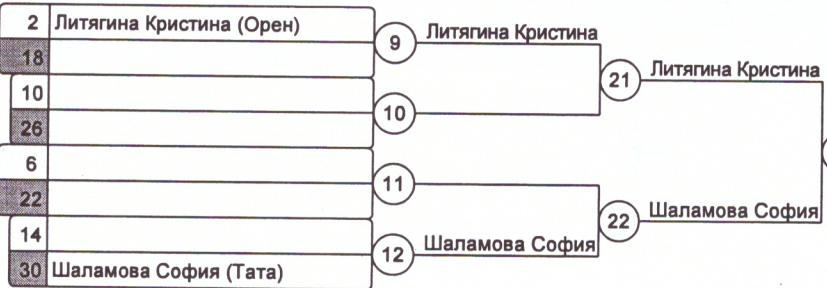 2 Литягина Кристина (Орен)
18
10
26
6
22
14
30 Шаламова София (Тата)
9 Литягина Кристина
10
11
12 Шаламова София
21 Литягина Кристина
22 Шаламова София